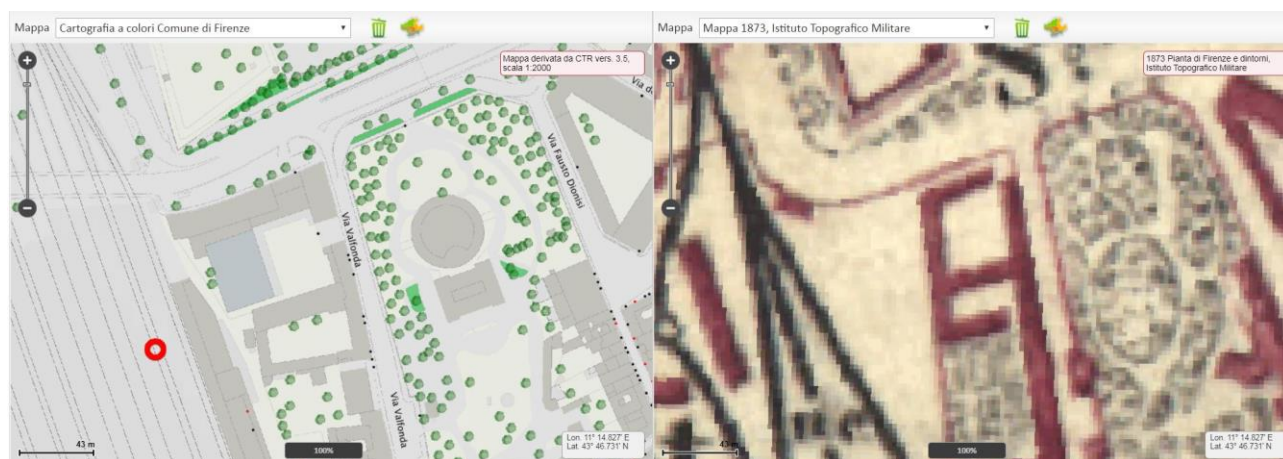 Mappa Cartografia a colori Comune di Firenze
Mappa derivata da CTR vers. 3.5,
scala 1:2000
Via Fausto Dionisi
Via Valfonda
Via Valfonda
43 m
100%
Lon. 11° 14.827' E
Lat. 43° 46.731' N
Mappa Mappa 1873, Istituto Topografico Militare
1873 Pianta di Firenze e dintorni,
Istituto Topografico Militare
43 m
100%
Lon. 11° 14.827' E
Lat. 43° 46.731' N